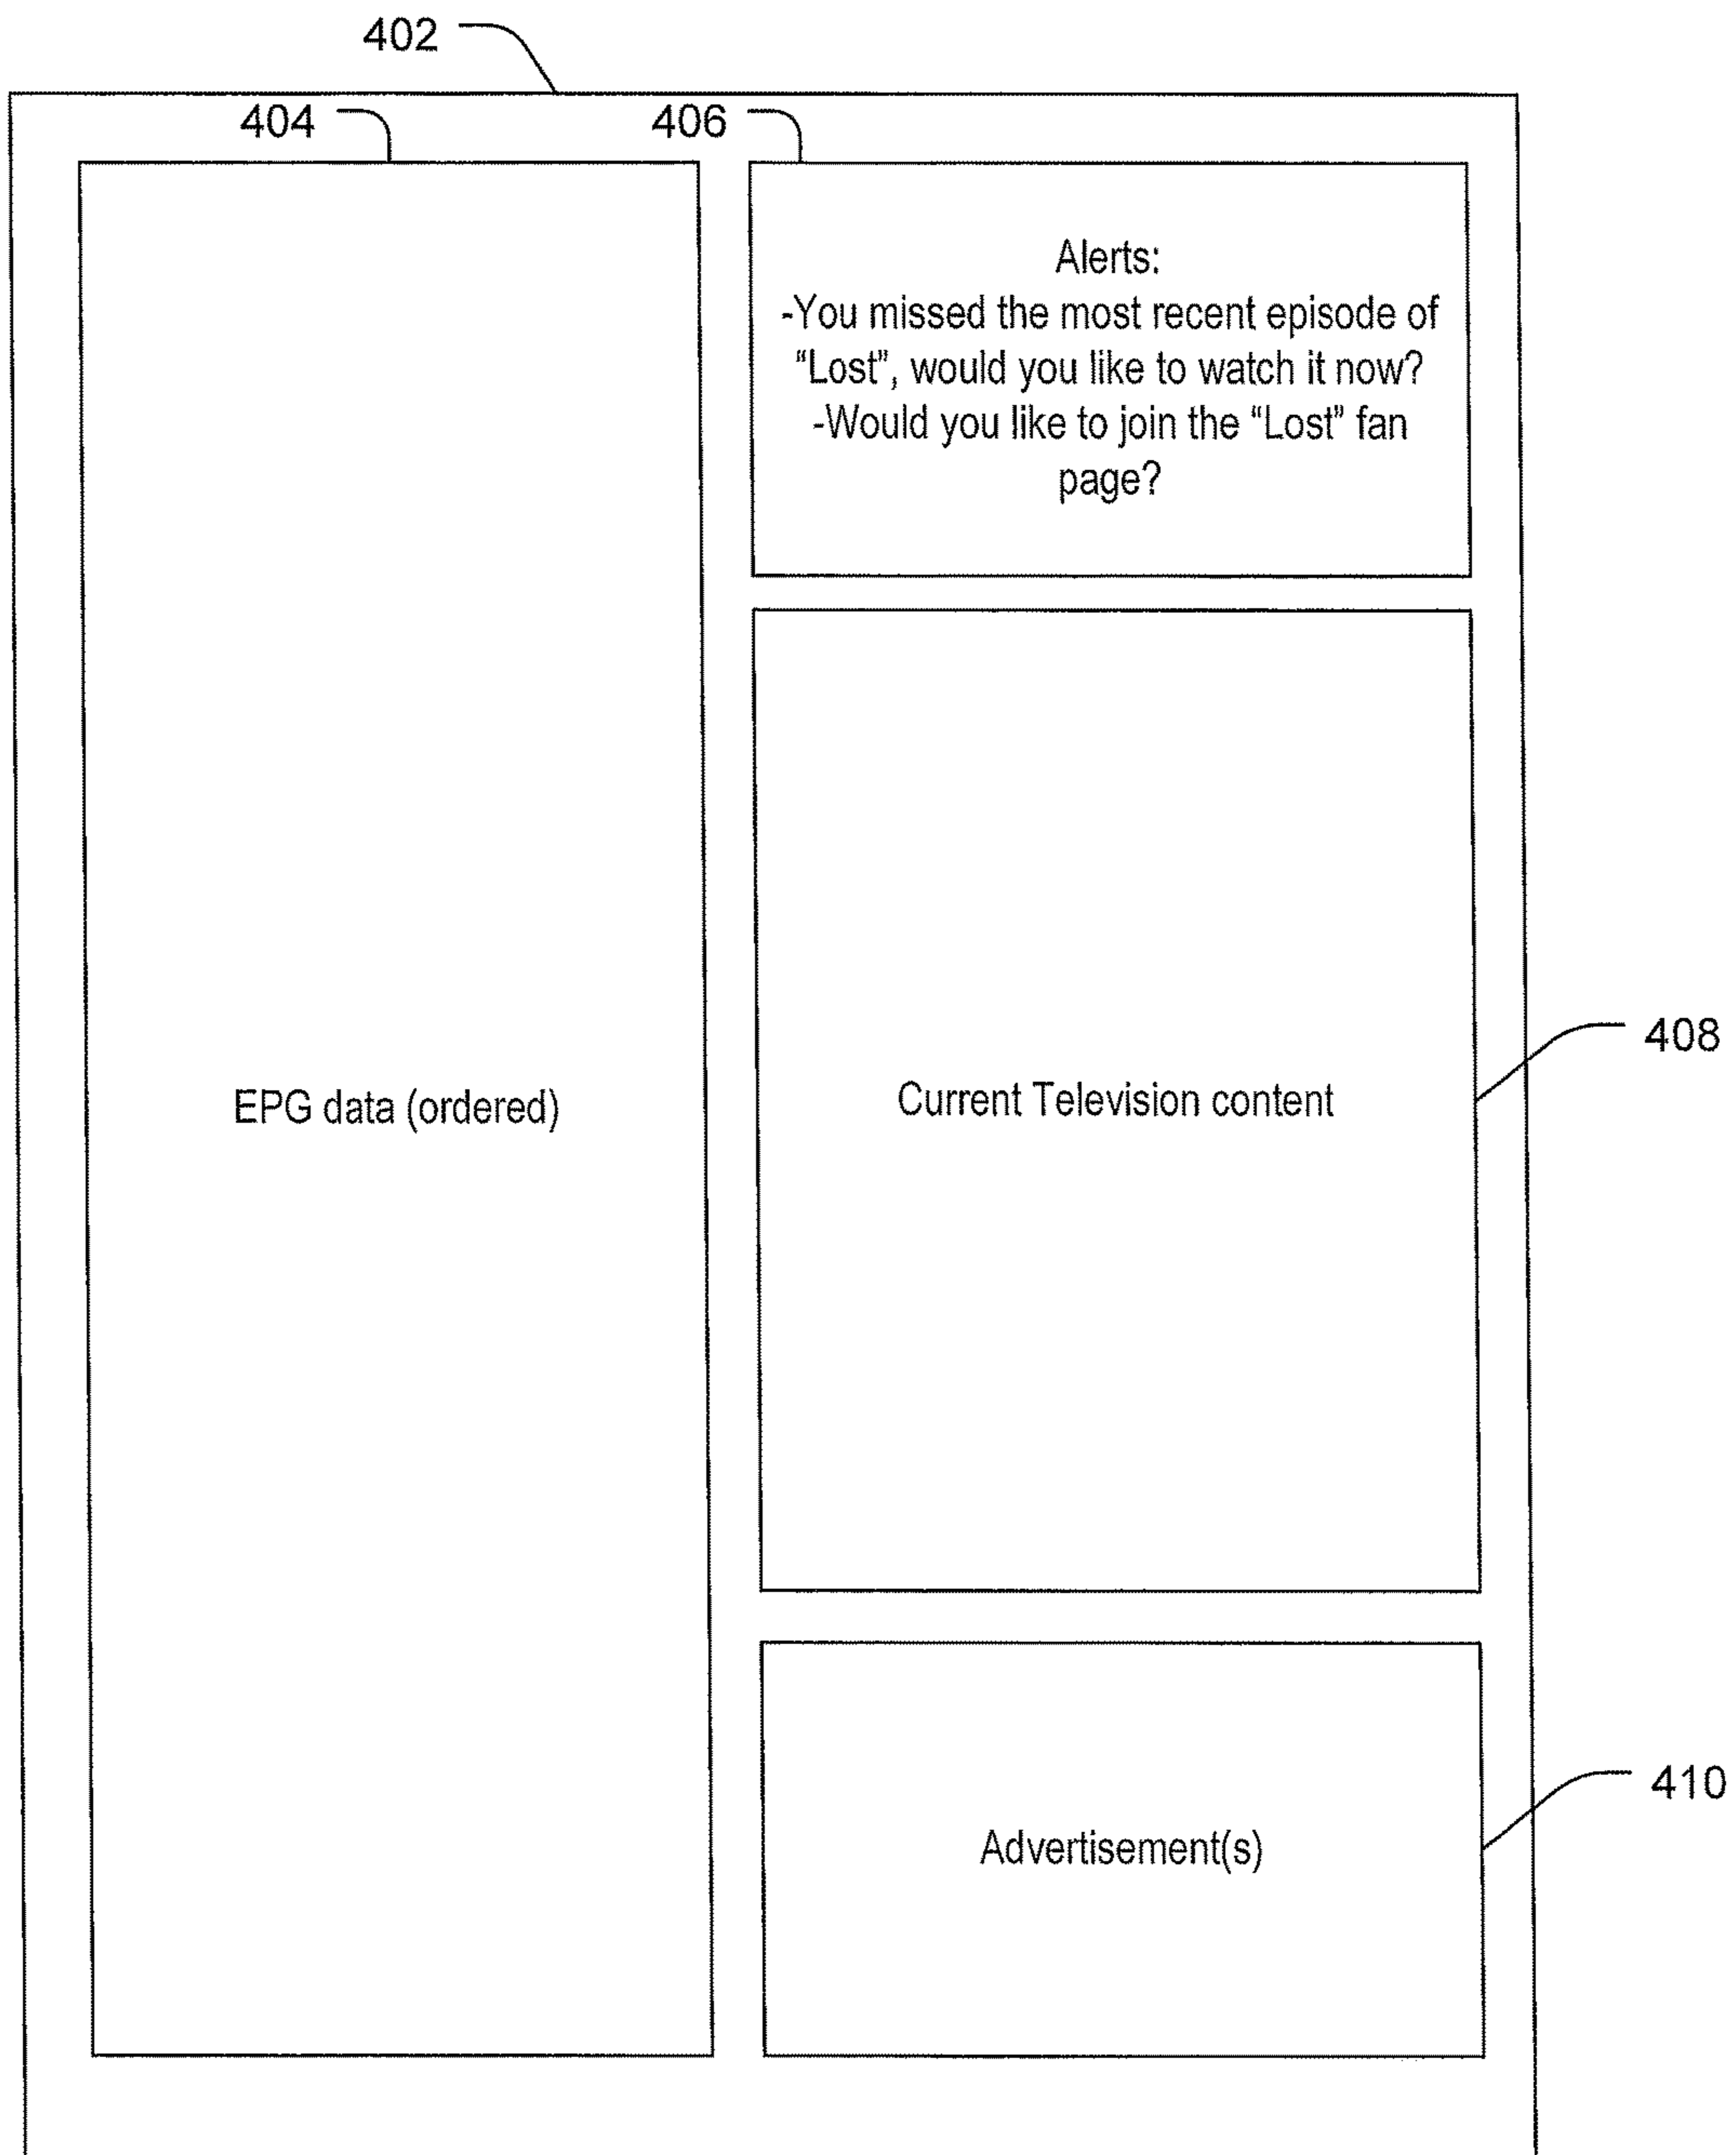 402
404
406
Alerts:
-You missed the most recent episode of
“Lost”, would you like to watch it now?
-Would you like to join the “Lost” fan
page?
408
EPG data (ordered)
Current Television content
410
Advertisement(s)